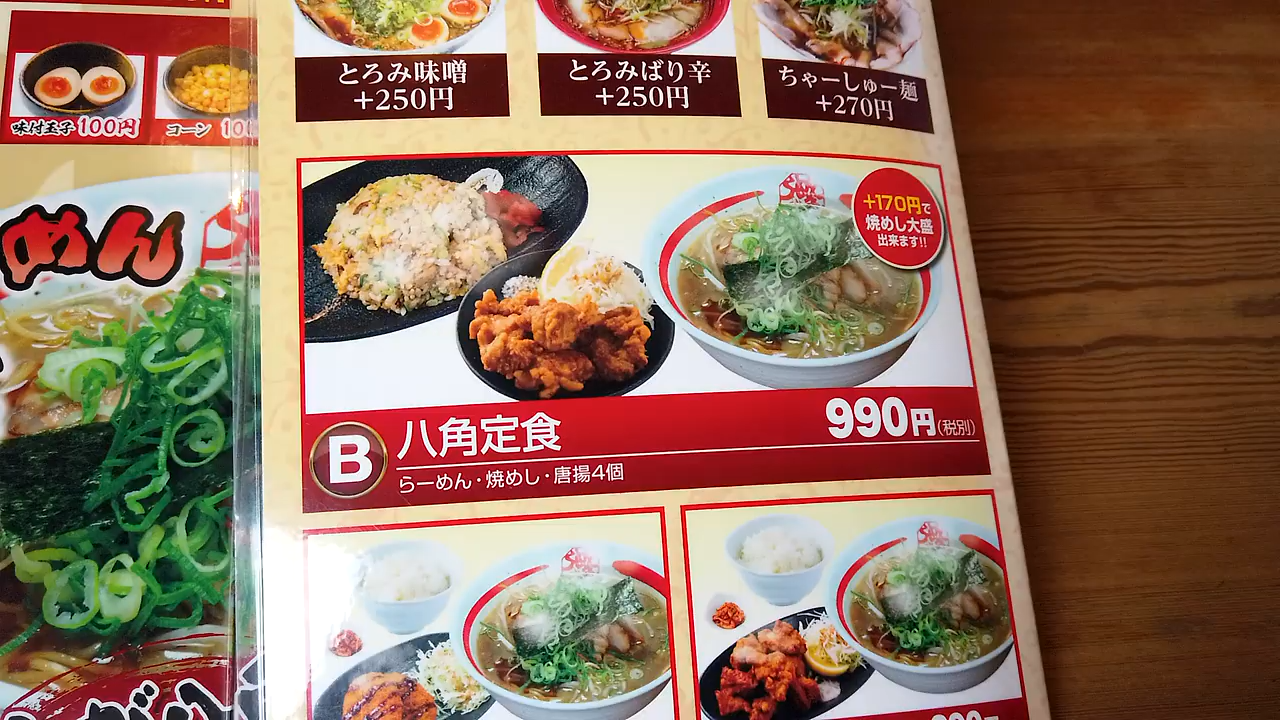 とろみ味噌
+250円
とろみばり辛
+250円
ちゃーしゅー麺
+270円
味付玉子 100円
コーン
めん
+170円で
焼めし大盛
出来ます!!
B 八角定食 990円(税別)
らーめん・焼めし・唐揚4個